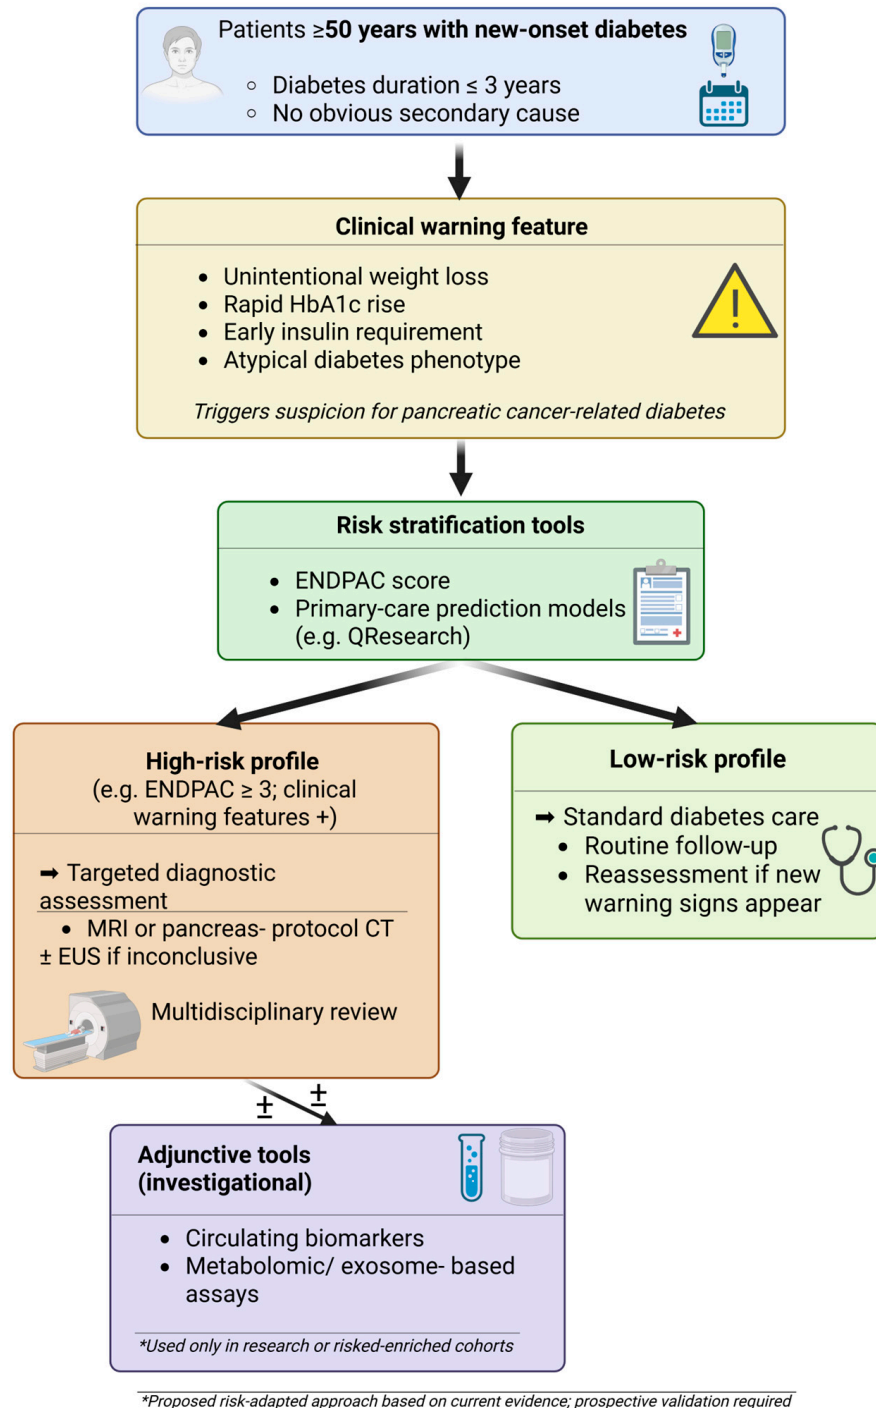 Patients ≥50 years with new-onset diabetes
○ Diabetes duration ≤ 3 years
○ No obvious secondary cause
Clinical warning feature
• Unintentional weight loss
• Rapid HbA1c rise
• Early insulin requirement
• Atypical diabetes phenotype
Triggers suspicion for pancreatic cancer-related diabetes
Risk stratification tools
• ENDPAC score
• Primary-care prediction models
(e.g. QResearch)
High-risk profile
(e.g. ENDPAC ≥ 3; clinical
warning features +)
➡ Targeted diagnostic
assessment
• MRI or pancreas- protocol CT
± EUS if inconclusive
Multidisciplinary review
Low-risk profile
➡ Standard diabetes care
• Routine follow-up
• Reassessment if new
warning signs appear
± ±
Adjunctive tools
(investigational)
• Circulating biomarkers
• Metabolomic/ exosome- based
assays
*Used only in research or risked-enriched cohorts
*Proposed risk-adapted approach based on current evidence; prospective validation required